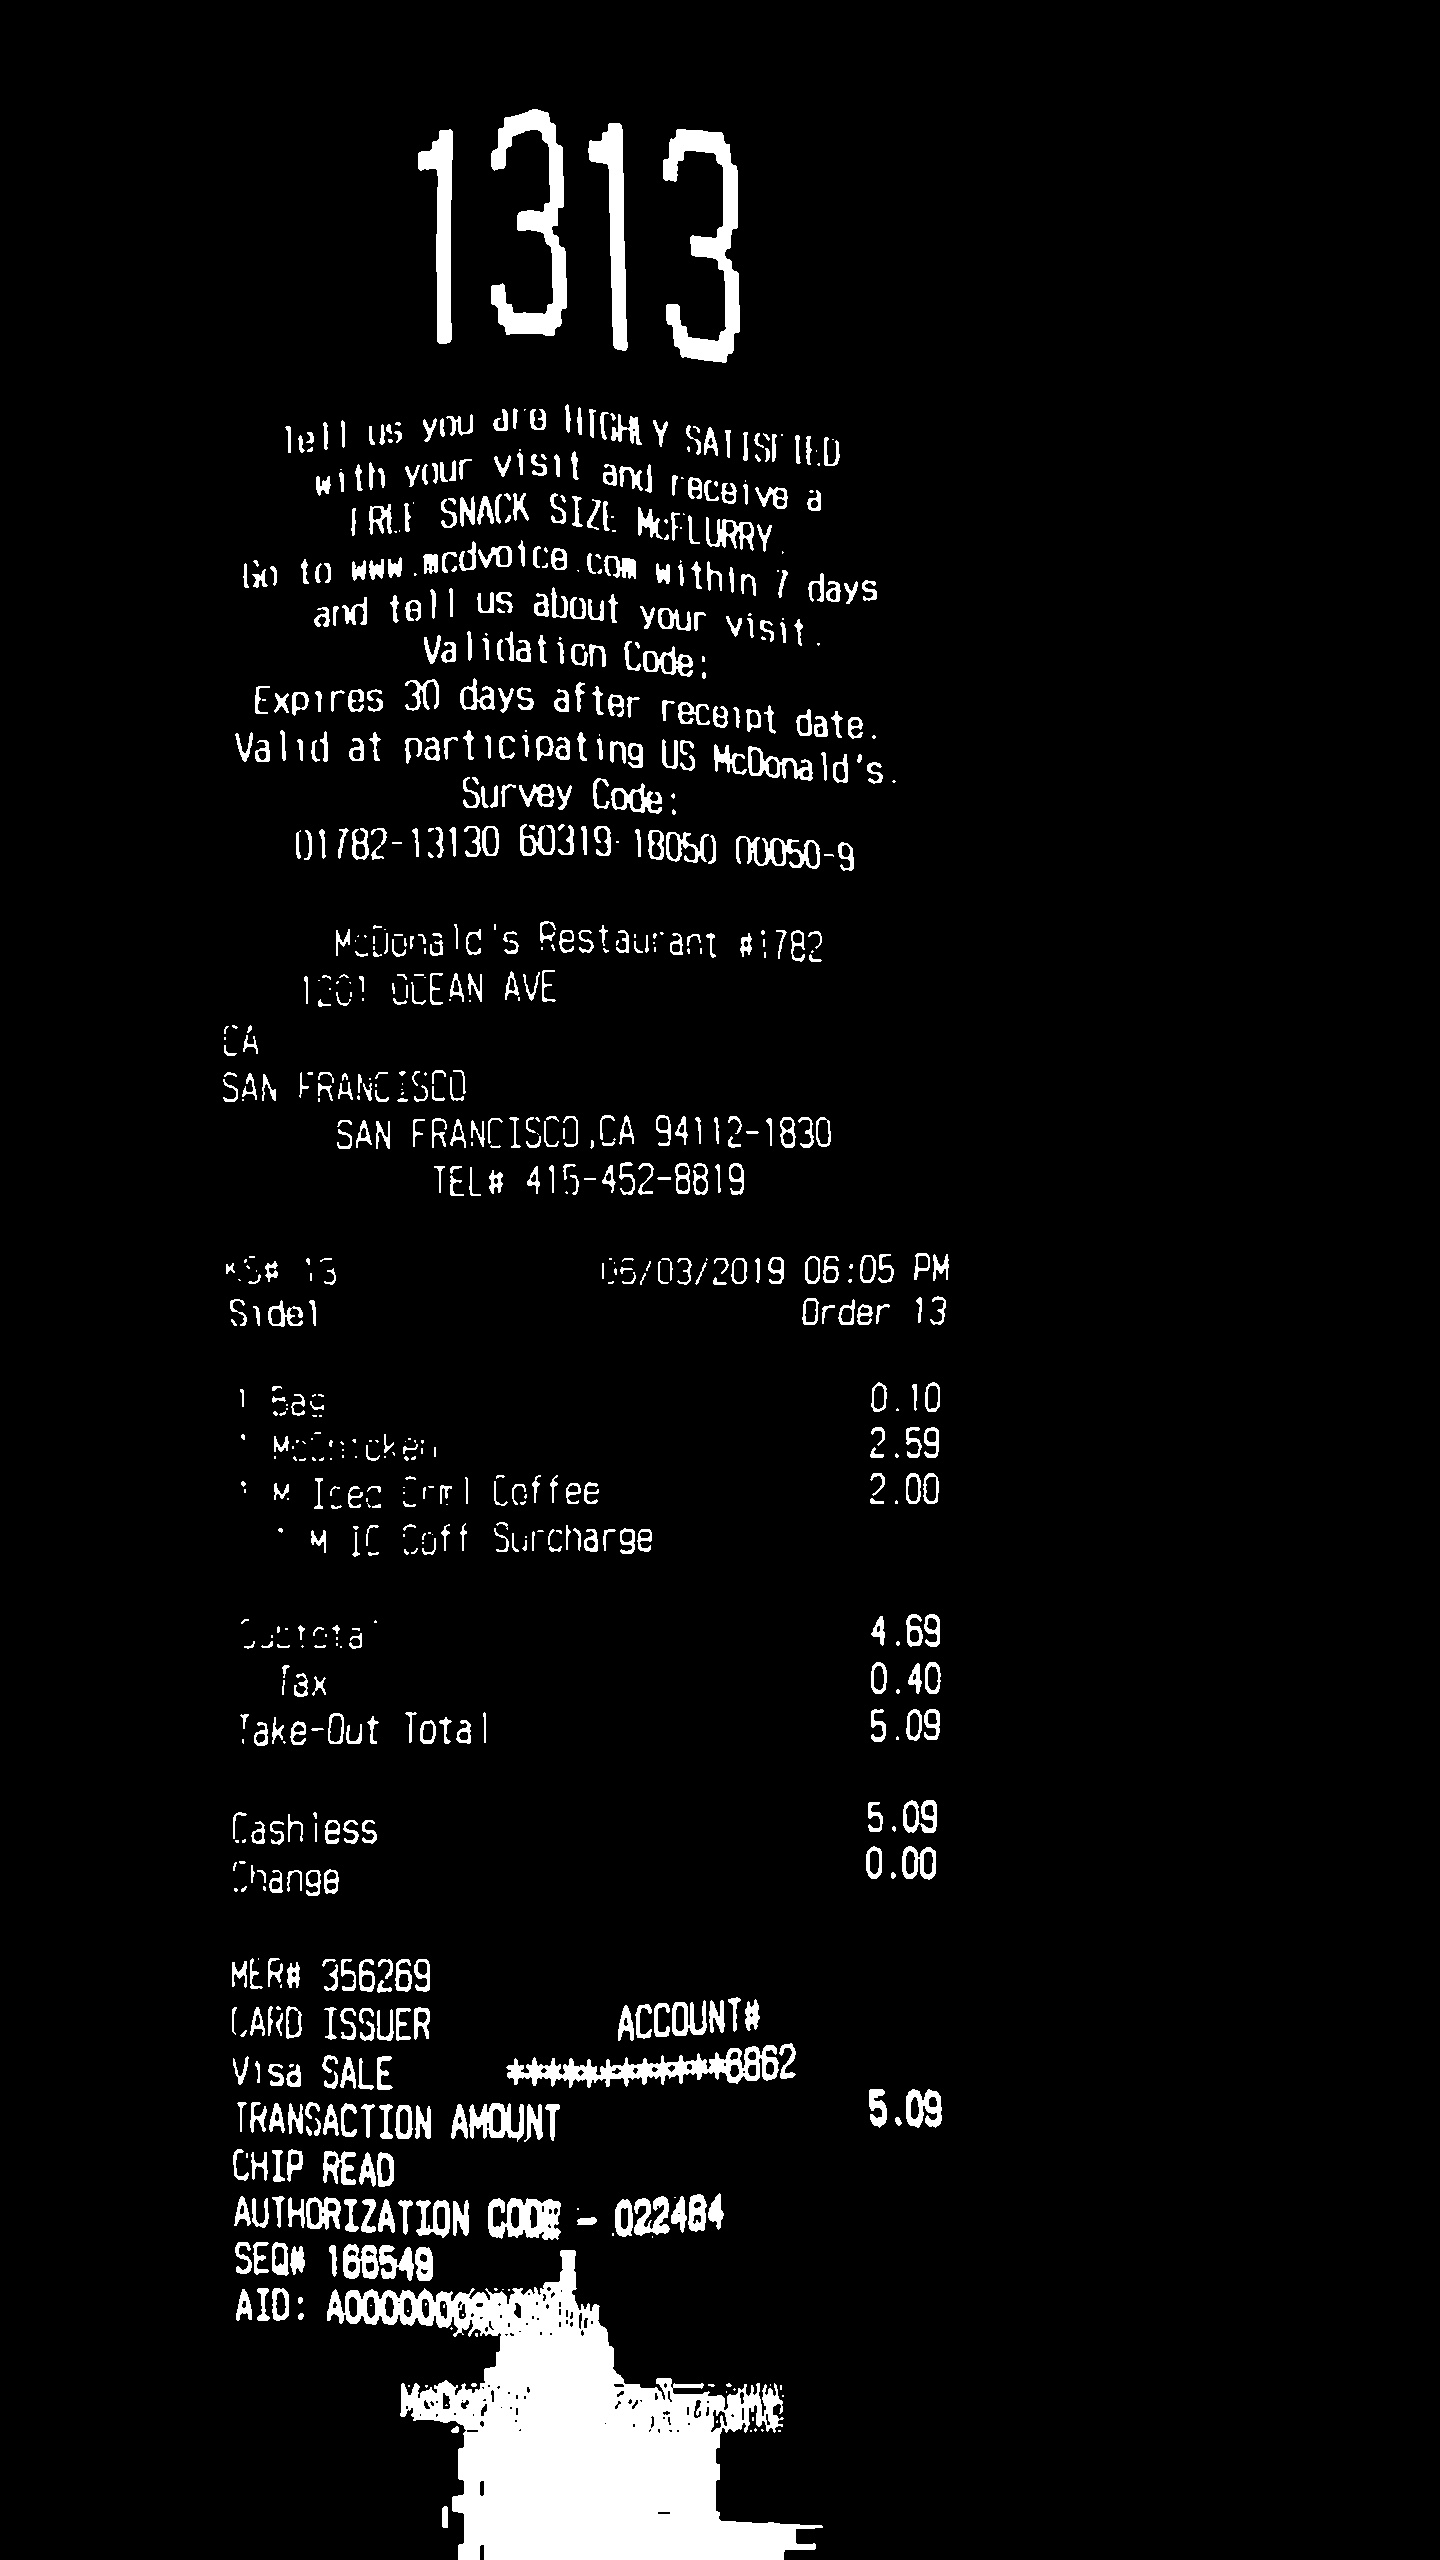 1313
Tell us you are HIGHLY SATISFIED
with your visit and receive a
FREE SNACK SIZE McFLURRY.
Go to www.mcdvoice.com within 7 days
and tell us about your visit.
Validation Code:
Expires 30 days after receipt date.
Valid at participating US McDonald's.
Survey Code:
01782-13130 60319-18050 00050-9
McDonald's Restaurant #1782
1201 OCEAN AVE
CA
SAN FRANCISCO
SAN FRANCISCO,CA 94112-1830
TEL# 415-452-8819
KS# 13 06/03/2019 06:05 PM
Side1 Order 13
1 Bag 0.10
1 McChicken 2.59
1 M Iced Crml Coffee 2.00
1 M IC Coff Surcharge
Subtotal 4.69
Tax 0.40
Take-Out Total 5.09
Cashless 5.09
Change 0.00
MER# 356269
CARD ISSUER ACCOUNT#
Visa SALE ************6862
TRANSACTION AMOUNT 5.09
CHIP READ
AUTHORIZATION CODE - 022484
SEQ# 166549
AID: